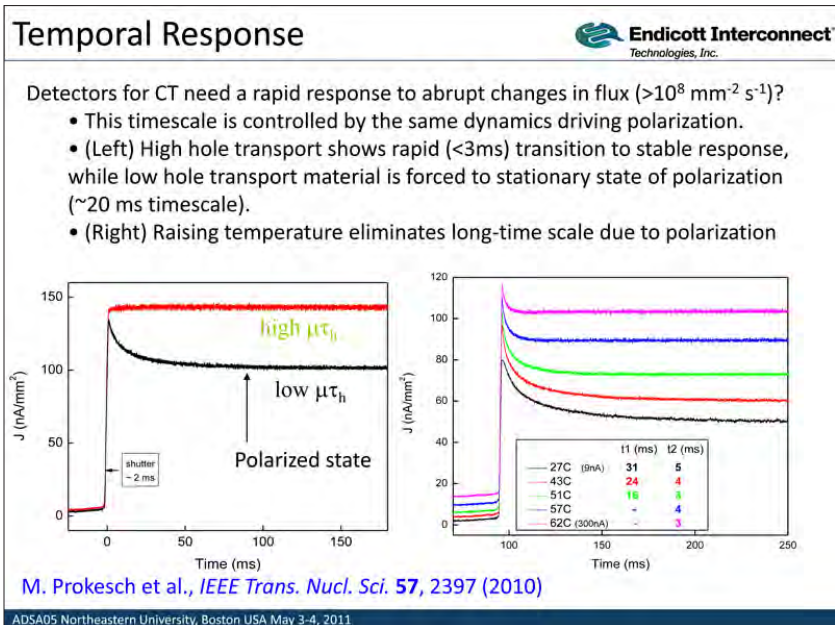 Temporal Response
Endicott Interconnect
Technologies, Inc.
Detectors for CT need a rapid response to abrupt changes in flux (>10⁸ mm⁻² s⁻¹)?
• This timescale is controlled by the same dynamics driving polarization.
• (Left) High hole transport shows rapid (<3ms) transition to stable response,
while low hole transport material is forced to stationary state of polarization
(~20 ms timescale).
• (Right) Raising temperature eliminates long-time scale due to polarization
150
100
50
0
J (nA/mm²)
high μτₕ
low μτₕ
Polarized state
shutter
~ 2 ms
0 50 100 150
Time (ms)
120
100
80
60
40
20
0
J (nA/mm²)
t1 (ms) t2 (ms)
27C (9nA) 31 5
43C 24 4
51C 16 3
57C - 4
62C (300nA) - 3
100 150 200 250
Time (ms)
M. Prokesch et al., IEEE Trans. Nucl. Sci. 57, 2397 (2010)
ADSA05 Northeastern University, Boston USA May 3-4, 2011